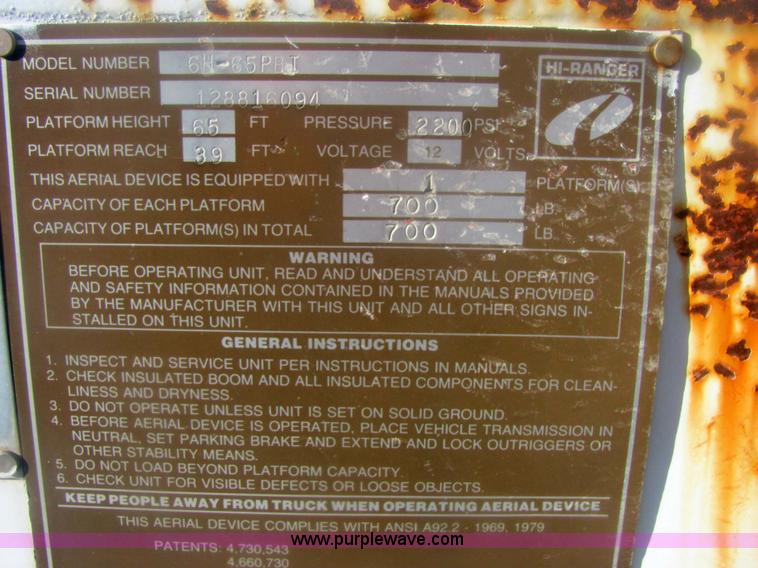 MODEL NUMBER 6H-65PBI
HI-RANGER
SERIAL NUMBER 128816094
PLATFORM HEIGHT 65 FT PRESSURE 2200 PSI
PLATFORM REACH 39 FT VOLTAGE 12 VOLTS
THIS AERIAL DEVICE IS EQUIPPED WITH 1 PLATFORM(S)
CAPACITY OF EACH PLATFORM 700 LB
CAPACITY OF PLATFORM(S) IN TOTAL 700 LB
WARNING
BEFORE OPERATING UNIT, READ AND UNDERSTAND ALL OPERATING
AND SAFETY INFORMATION CONTAINED IN THE MANUALS PROVIDED
BY THE MANUFACTURER WITH THIS UNIT AND ALL OTHER SIGNS IN-
STALLED ON THIS UNIT.
GENERAL INSTRUCTIONS
1. INSPECT AND SERVICE UNIT PER INSTRUCTIONS IN MANUALS.
2. CHECK INSULATED BOOM AND ALL INSULATED COMPONENTS FOR CLEAN-
LINESS AND DRYNESS.
3. DO NOT OPERATE UNLESS UNIT IS SET ON SOLID GROUND.
4. BEFORE AERIAL DEVICE IS OPERATED, PLACE VEHICLE TRANSMISSION IN
NEUTRAL, SET PARKING BRAKE AND EXTEND AND LOCK OUTRIGGERS OR
OTHER STABILITY MEANS.
5. DO NOT LOAD BEYOND PLATFORM CAPACITY.
6. CHECK UNIT FOR VISIBLE DEFECTS OR LOOSE OBJECTS.
KEEP PEOPLE AWAY FROM TRUCK WHEN OPERATING AERIAL DEVICE
THIS AERIAL DEVICE COMPLIES WITH ANSI A92.2 - 1969, 1979
www.purplewave.com
PATENTS: 4,730,543
4,660,730